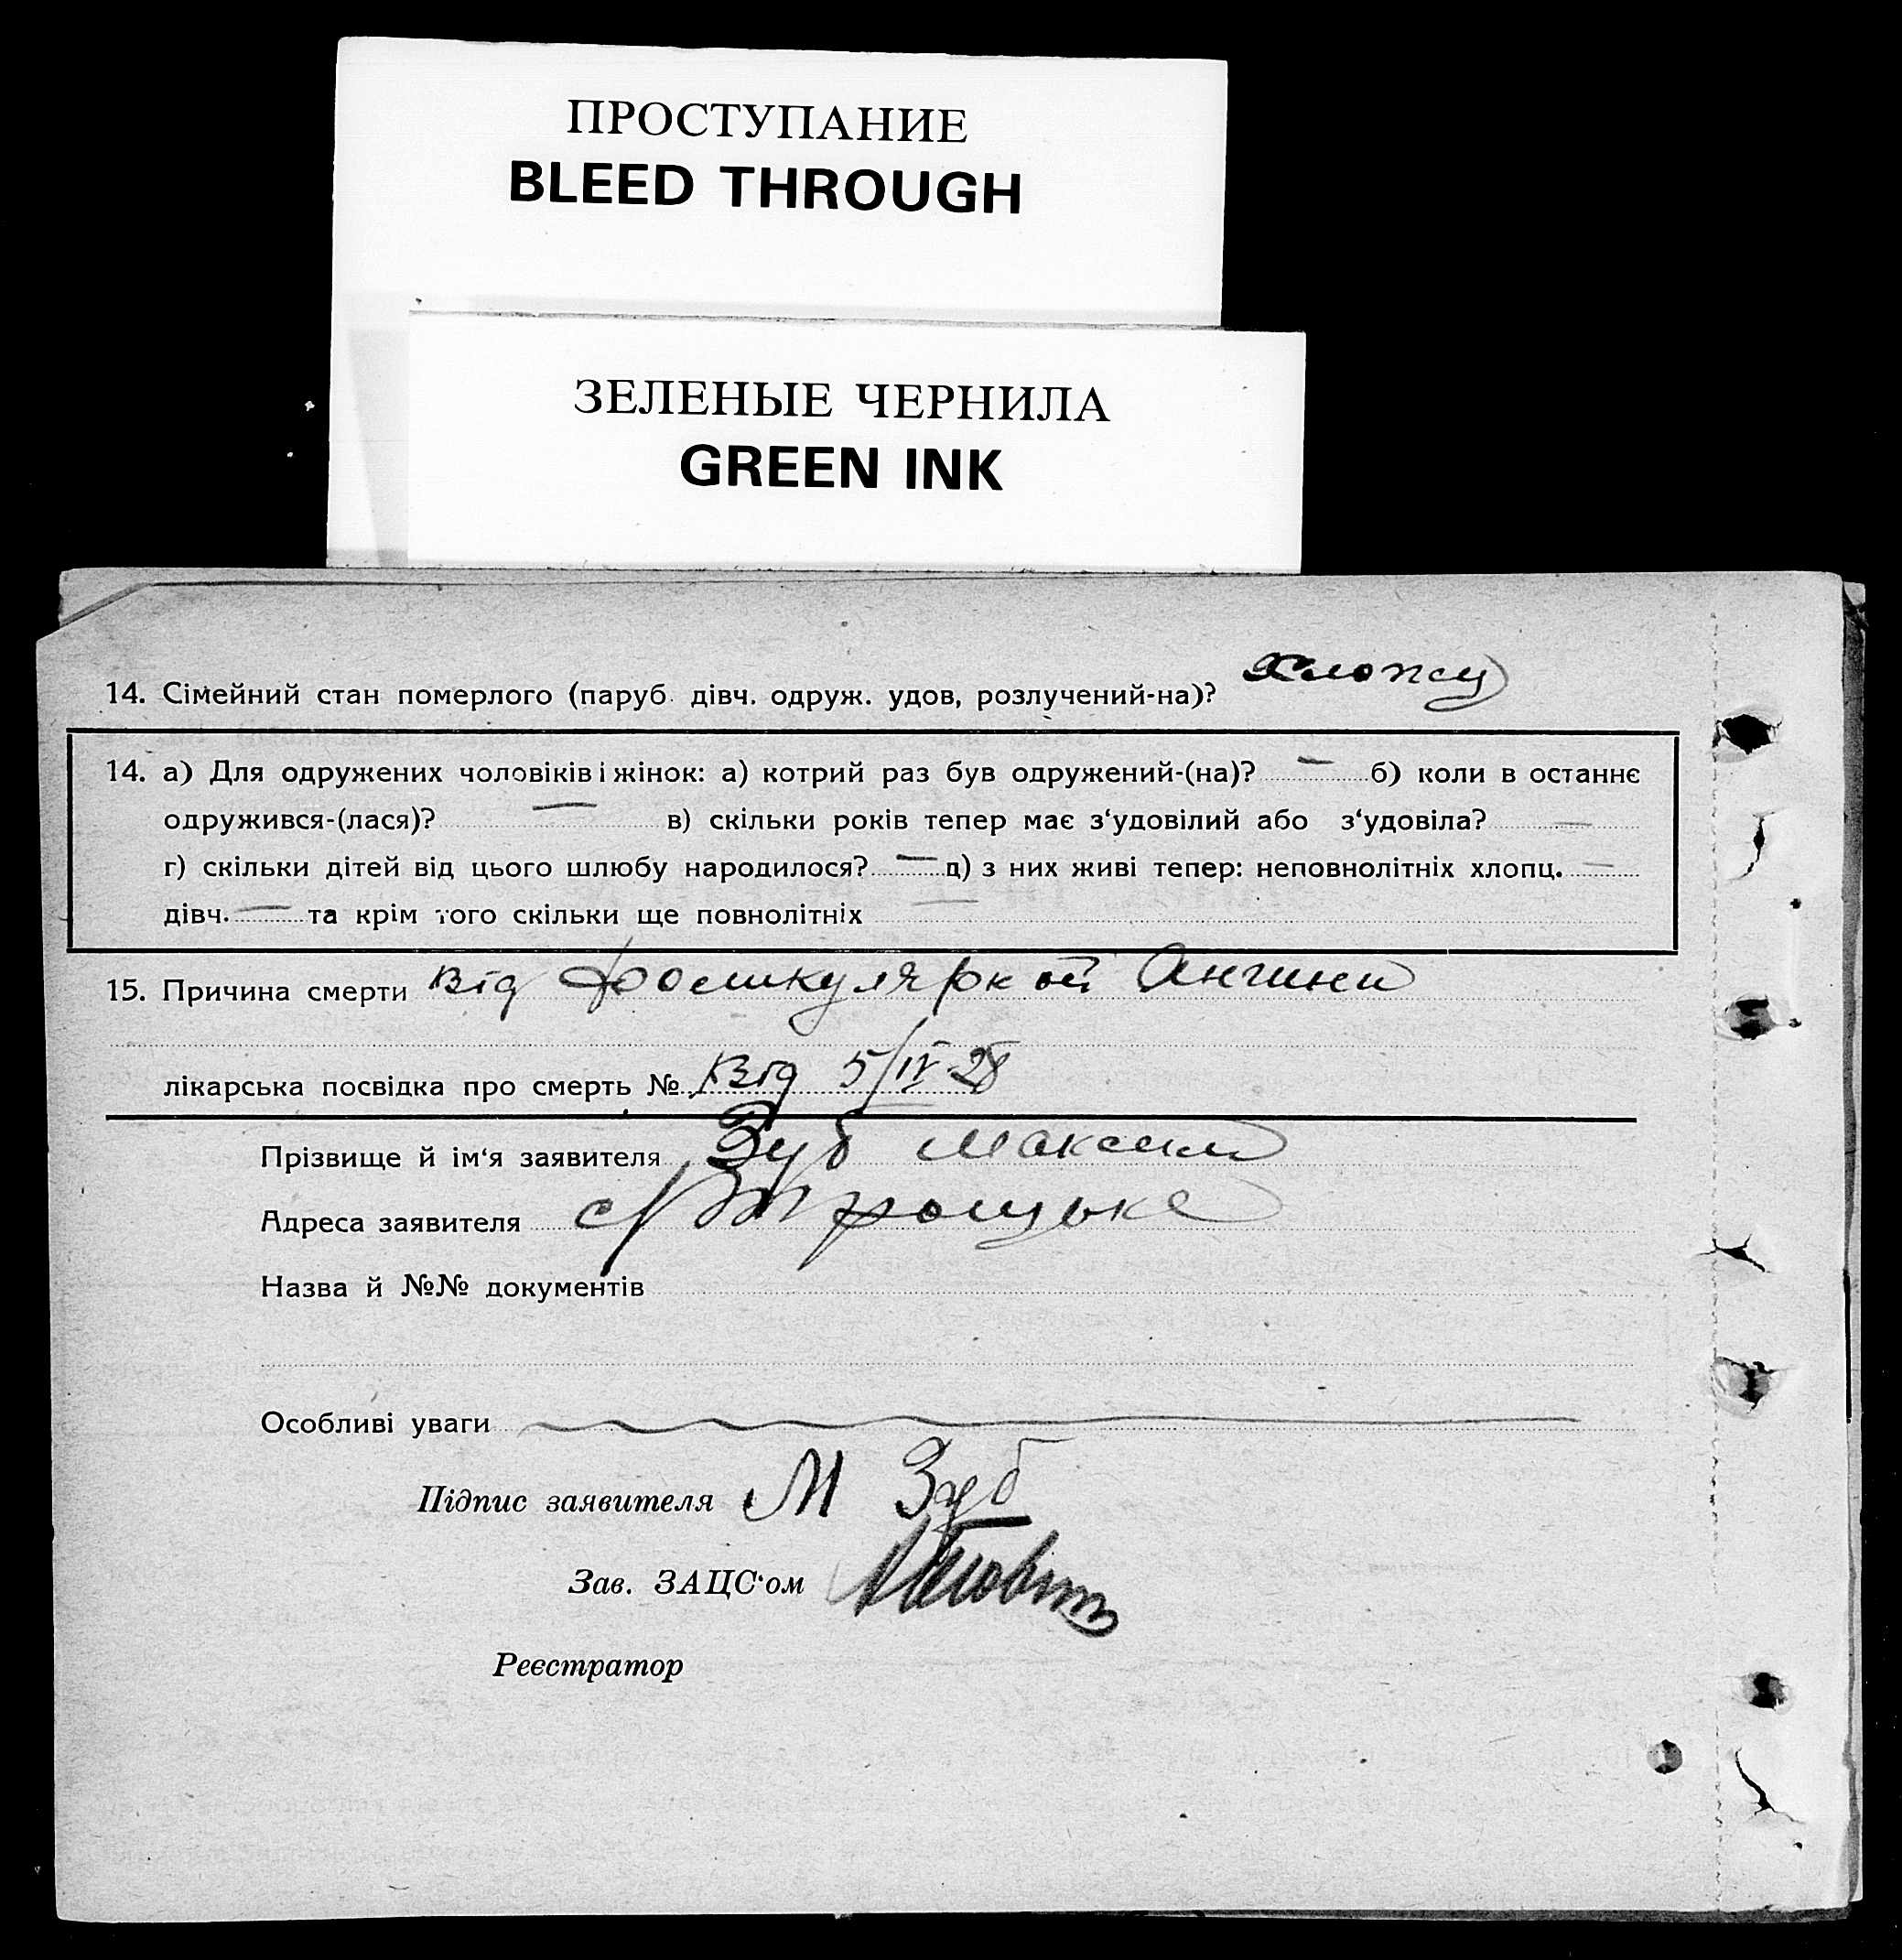 ПРОСТУПАНИЕ
BLEED THROUGH
ЗЕЛЕНЫЕ ЧЕРНИЛА
GREEN INK
14. Сімейний стан померлого (паруб. дівч. одруж. удов, розлучений-на)?
14. а) Для одружених чоловіків і жінок: а) котрий раз був одружений-(на)? — б) коли в останнє
одружився-(лася)? — в) скільки років тепер має з‘удовілий або з‘удовіла? —
г) скільки дітей від цього шлюбу народилося? — д) з них живі тепер: неповнолітніх хлопц. —
дівч. — та крім того скільки ще повнолітніх —
15. Причина смерти Від Фолікулярной Ангини
лікарська посвідка про смерть № Від 5/IV-28
Прізвище й ім‘я заявителя Зуб Максим
Адреса заявителя
Назва й №№ документів
Особливі уваги
Підпис заявителя М Зуб
Зав. ЗАЦС‘ом
Реєстратор